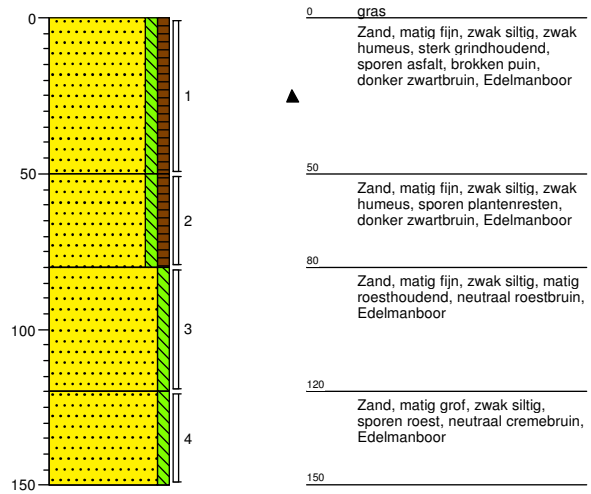 0
50
100
150
1
2
3
4
0
gras
Zand, matig fijn, zwak siltig, zwak
humeus, sterk grindhoudend,
sporen asfalt, brokken puin,
donker zwartbruin, Edelmanboor
50
Zand, matig fijn, zwak siltig, zwak
humeus, sporen plantenresten,
donker zwartbruin, Edelmanboor
80
Zand, matig fijn, zwak siltig, matig
roesthoudend, neutraal roestbruin,
Edelmanboor
120
Zand, matig grof, zwak siltig,
sporen roest, neutraal cremebruin,
Edelmanboor
150